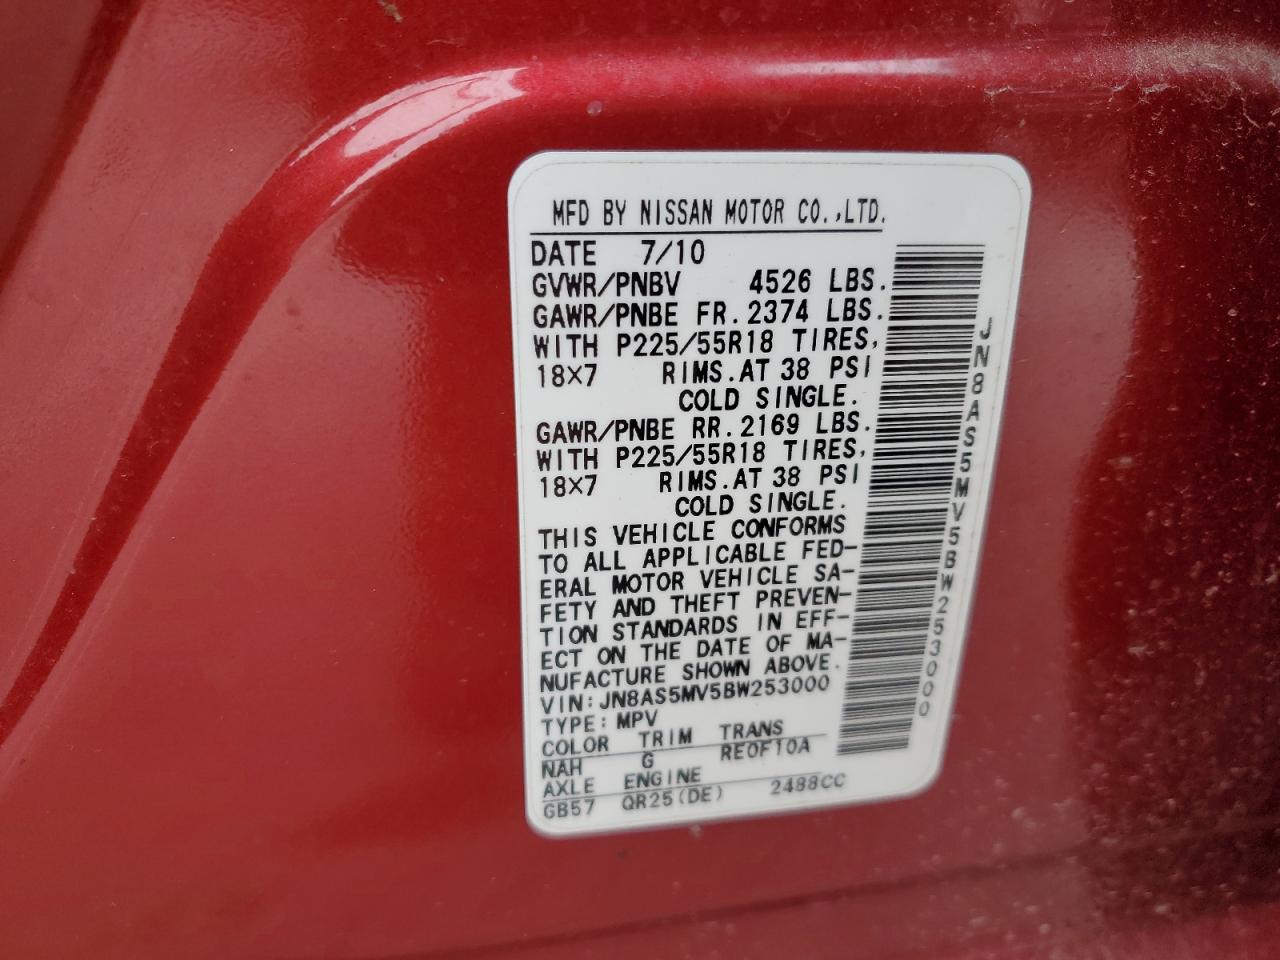 MFD BY NISSAN MOTOR CO.,LTD.
DATE 7/10
GVWR/PNBV 4526 LBS.
GAWR/PNBE FR.2374 LBS.
WITH P225/55R18 TIRES,
18X7 RIMS.AT 38 PSI
COLD SINGLE.
GAWR/PNBE RR.2169 LBS.
WITH P225/55R18 TIRES,
18X7 RIMS.AT 38 PSI
COLD SINGLE.
THIS VEHICLE CONFORMS
TO ALL APPLICABLE FED-
ERAL MOTOR VEHICLE SA-
FETY AND THEFT PREVEN-
TION STANDARDS IN EFF-
ECT ON THE DATE OF MA-
NUFACTURE SHOWN ABOVE.
VIN:JN8AS5MV5BW253000
TYPE:MPV
COLOR TRIM TRANS
NAH G RE0F10A
AXLE ENGINE
GB57 QR25(DE) 2488CC
JN8AS5MV5BW253000